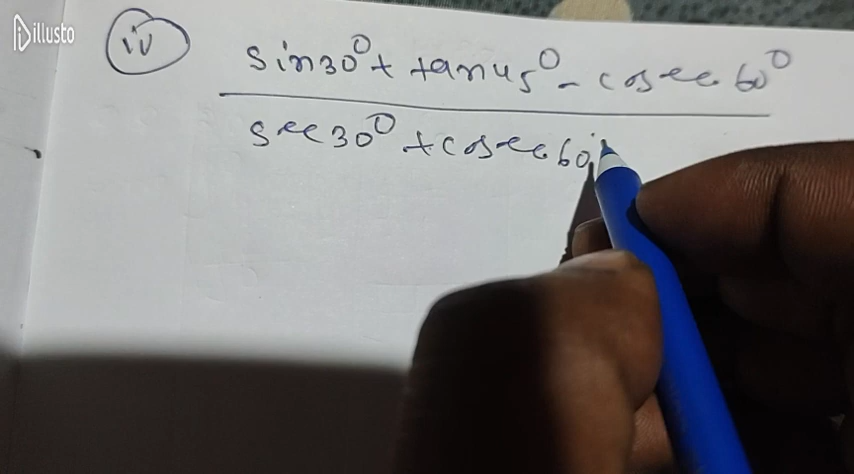 illusto
iv sin30° + tan45° - cosec60°
sec30° + cosec60°